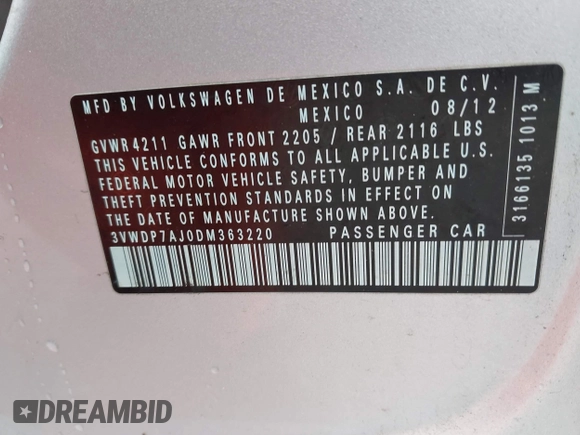 MFD BY VOLKSWAGEN DE MEXICO S.A. DE C.V.
MEXICO 08/12
GVWR 4211 GAWR FRONT 2205 / REAR 2116 LBS
THIS VEHICLE CONFORMS TO ALL APPLICABLE U.S.
FEDERAL MOTOR VEHICLE SAFETY, BUMPER AND
THEFT PREVENTION STANDARDS IN EFFECT ON
THE DATE OF MANUFACTURE SHOWN ABOVE.
3VWDP7AJ0DM363220 PASSENGER CAR
3166135 1013 M
DREAMBID